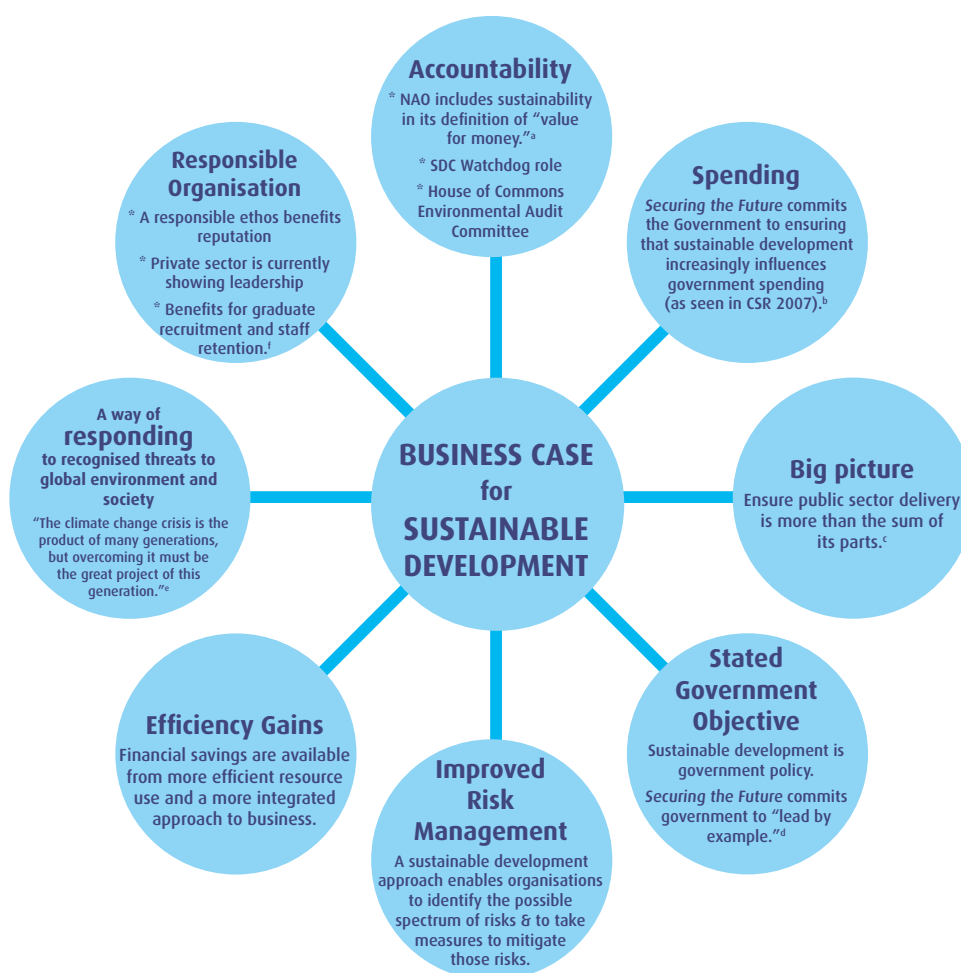 Accountability
* NAO includes sustainability
in its definition of “value
for money.”a
* SDC Watchdog role
* House of Commons
Environmental Audit
Committee
Responsible
Organisation
* A responsible ethos benefits
reputation
* Private sector is currently
showing leadership
* Benefits for graduate
recruitment and staff
retention.f
Spending
Securing the Future commits
the Government to ensuring
that sustainable development
increasingly influences
government spending
(as seen in CSR 2007).b
A way of
responding
to recognised threats to
global environment and
society
“The climate change crisis is the
product of many generations,
but overcoming it must be
the great project of this
generation.”e
BUSINESS CASE
for
SUSTAINABLE
DEVELOPMENT
Big picture
Ensure public sector delivery
is more than the sum of
its parts.c
Efficiency Gains
Financial savings are available
from more efficient resource
use and a more integrated
approach to business.
Improved
Risk
Management
A sustainable development
approach enables organisations
to identify the possible
spectrum of risks & to take
measures to mitigate
those risks.
Stated
Government
Objective
Sustainable development is
government policy.
Securing the Future commits
government to “lead by
example.”d